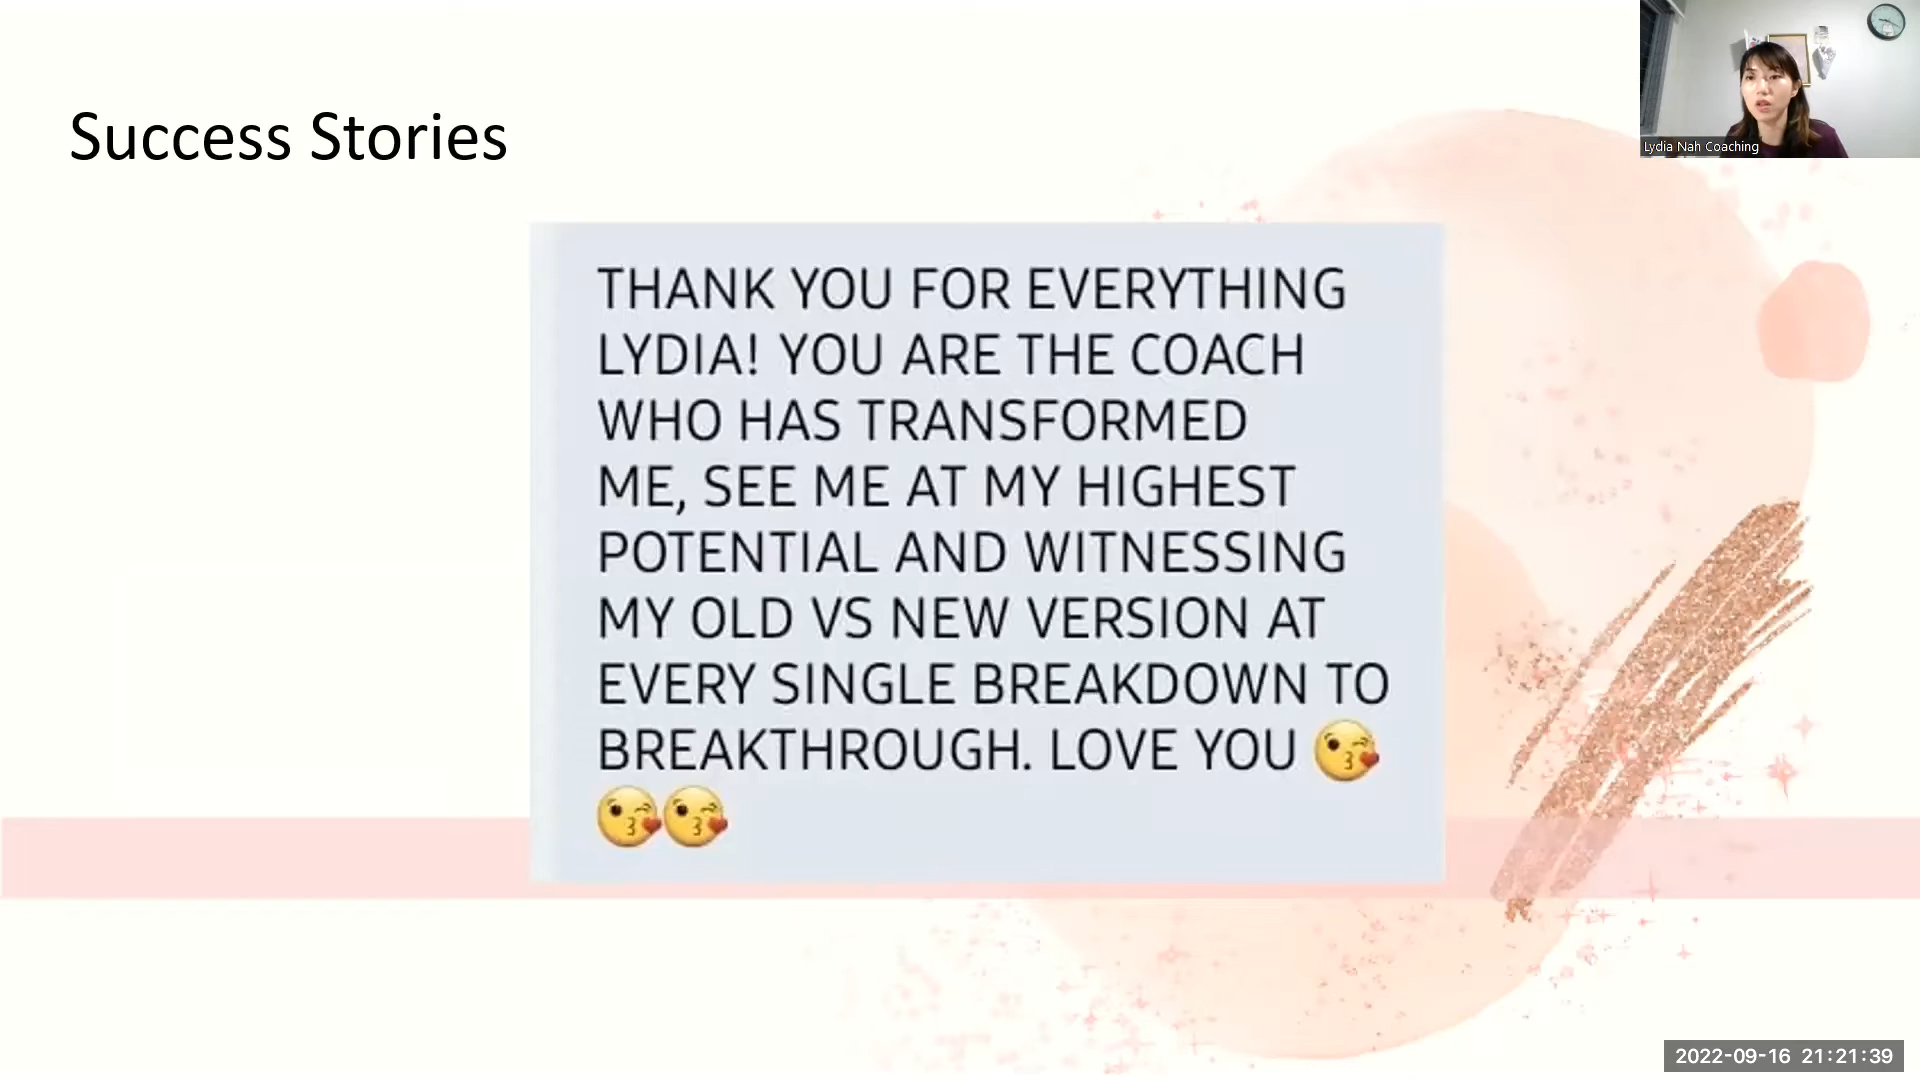 Success Stories
Lydia Nah Coaching
THANK YOU FOR EVERYTHING
LYDIA! YOU ARE THE COACH
WHO HAS TRANSFORMED
ME, SEE ME AT MY HIGHEST
POTENTIAL AND WITNESSING
MY OLD VS NEW VERSION AT
EVERY SINGLE BREAKDOWN TO
BREAKTHROUGH. LOVE YOU 😘
😘😘
2022-09-16 21:21:39